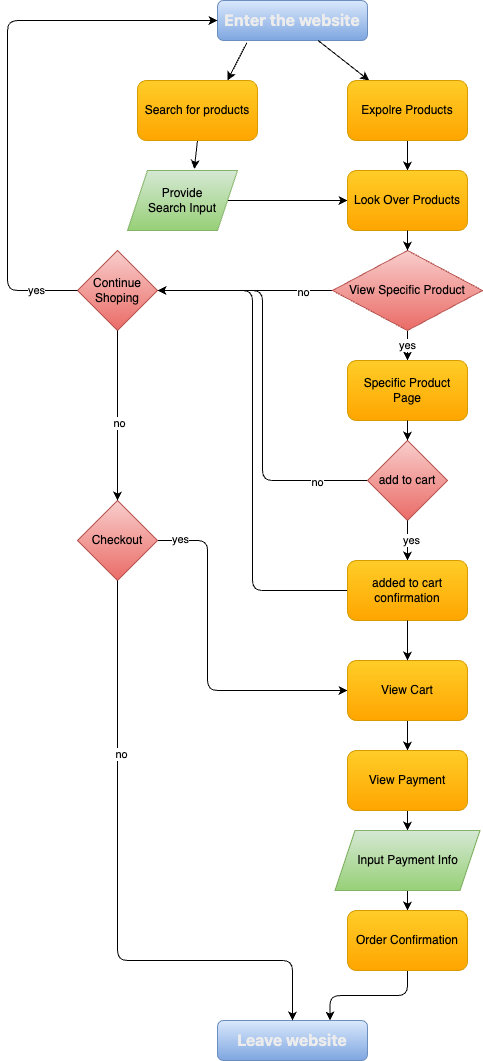 Enter the website
Search for products
Expolre Products
Provide
Search Input
Look Over Products
Continue
Shoping
yes
no
View Specific Product
yes
Specific Product
Page
no
add to cart
no
yes
Checkout
yes
added to cart
confirmation
View Cart
no
View Payment
Input Payment Info
Order Confirmation
Leave website